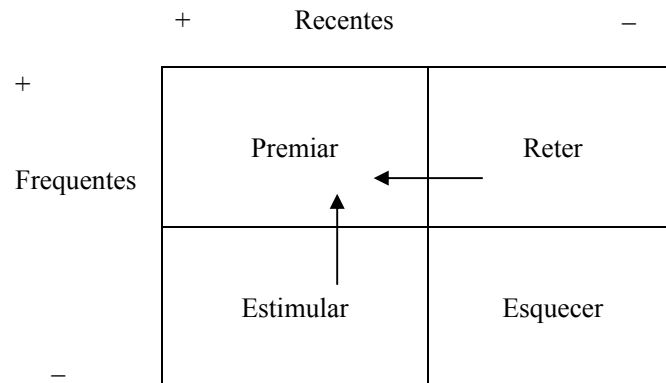 + Recentes –
+
Premiar Reter
Frequentes
Estimular Esquecer
–